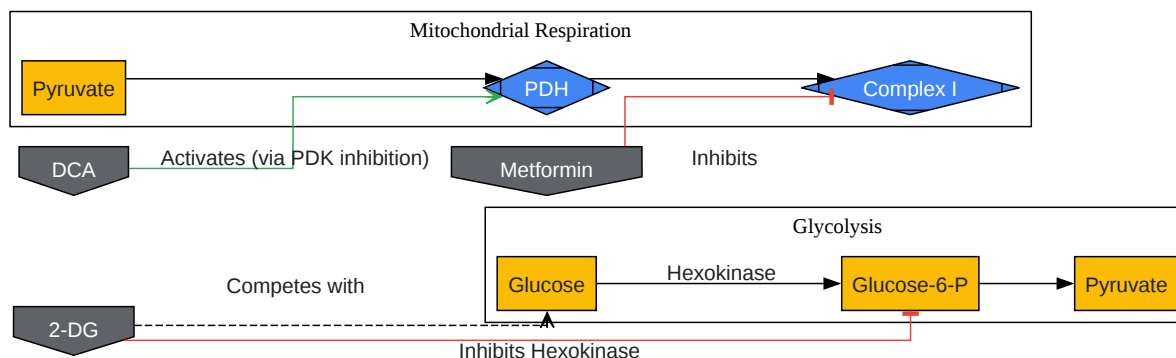 Mitochondrial Respiration
Pyruvate
PDH
Complex I
DCA
Activates (via PDK inhibition)
Metformin
Inhibits
Glycolysis
Glucose
Hexokinase
Glucose-6-P
Pyruvate
Competes with
2-DG
Inhibits Hexokinase